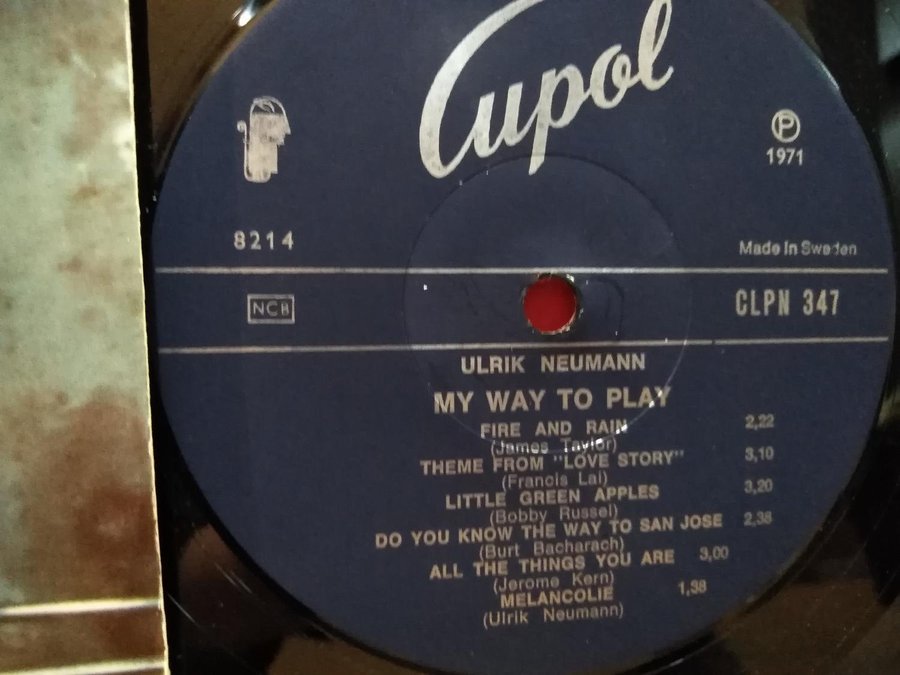 Cupol
Ⓟ
1971
8214
Made in Sweden
NCB
CLPN 347
ULRIK NEUMANN
MY WAY TO PLAY
FIRE AND RAIN 2,22
(James Taylor)
THEME FROM "LOVE STORY" 3,10
(Francis Lai)
LITTLE GREEN APPLES 3,20
(Bobby Russel)
DO YOU KNOW THE WAY TO SAN JOSE 2,38
(Burt Bacharach)
ALL THE THINGS YOU ARE 3,00
(Jerome Kern)
MELANCOLIE 1,38
(Ulrik Neumann)